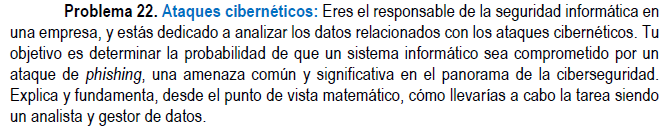 Problema 22. Ataques cibernéticos: Eres el responsable de la seguridad informática en
una empresa, y estás dedicado a analizar los datos relacionados con los ataques cibernéticos. Tu
objetivo es determinar la probabilidad de que un sistema informático sea comprometido por un
ataque de phishing, una amenaza común y significativa en el panorama de la ciberseguridad.
Explica y fundamenta, desde el punto de vista matemático, cómo llevarías a cabo la tarea siendo
un analista y gestor de datos.